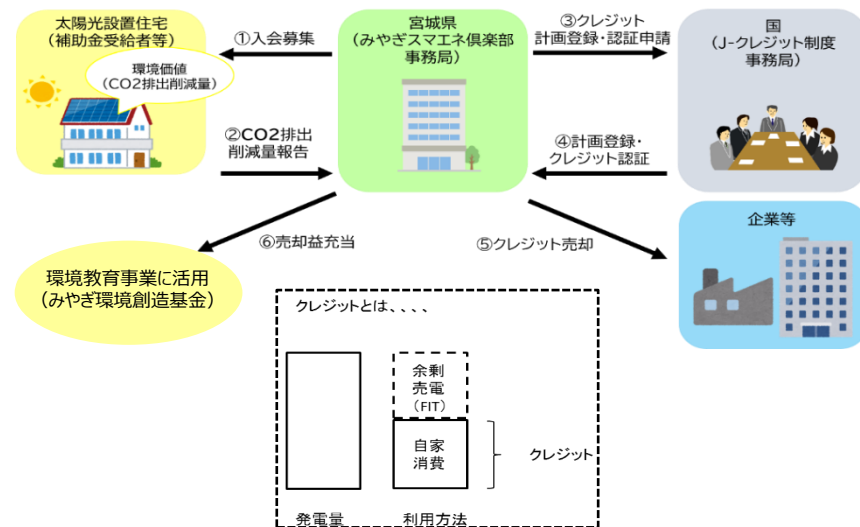 太陽光設置住宅
（補助金受給者等）
環境価値
（CO2排出削減量）
①入会募集
②CO2排出
削減量報告
宮城県
（みやぎスマエネ倶楽部
事務局）
③クレジット
計画登録・認証申請
④計画登録・
クレジット認証
国
（J-クレジット制度
事務局）
⑥売却益充当
⑤クレジット売却
企業等
環境教育事業に活用
（みやぎ環境創造基金）
クレジットとは、、、、
余剰
売電
（FIT）
自家
消費
クレジット
発電量
利用方法